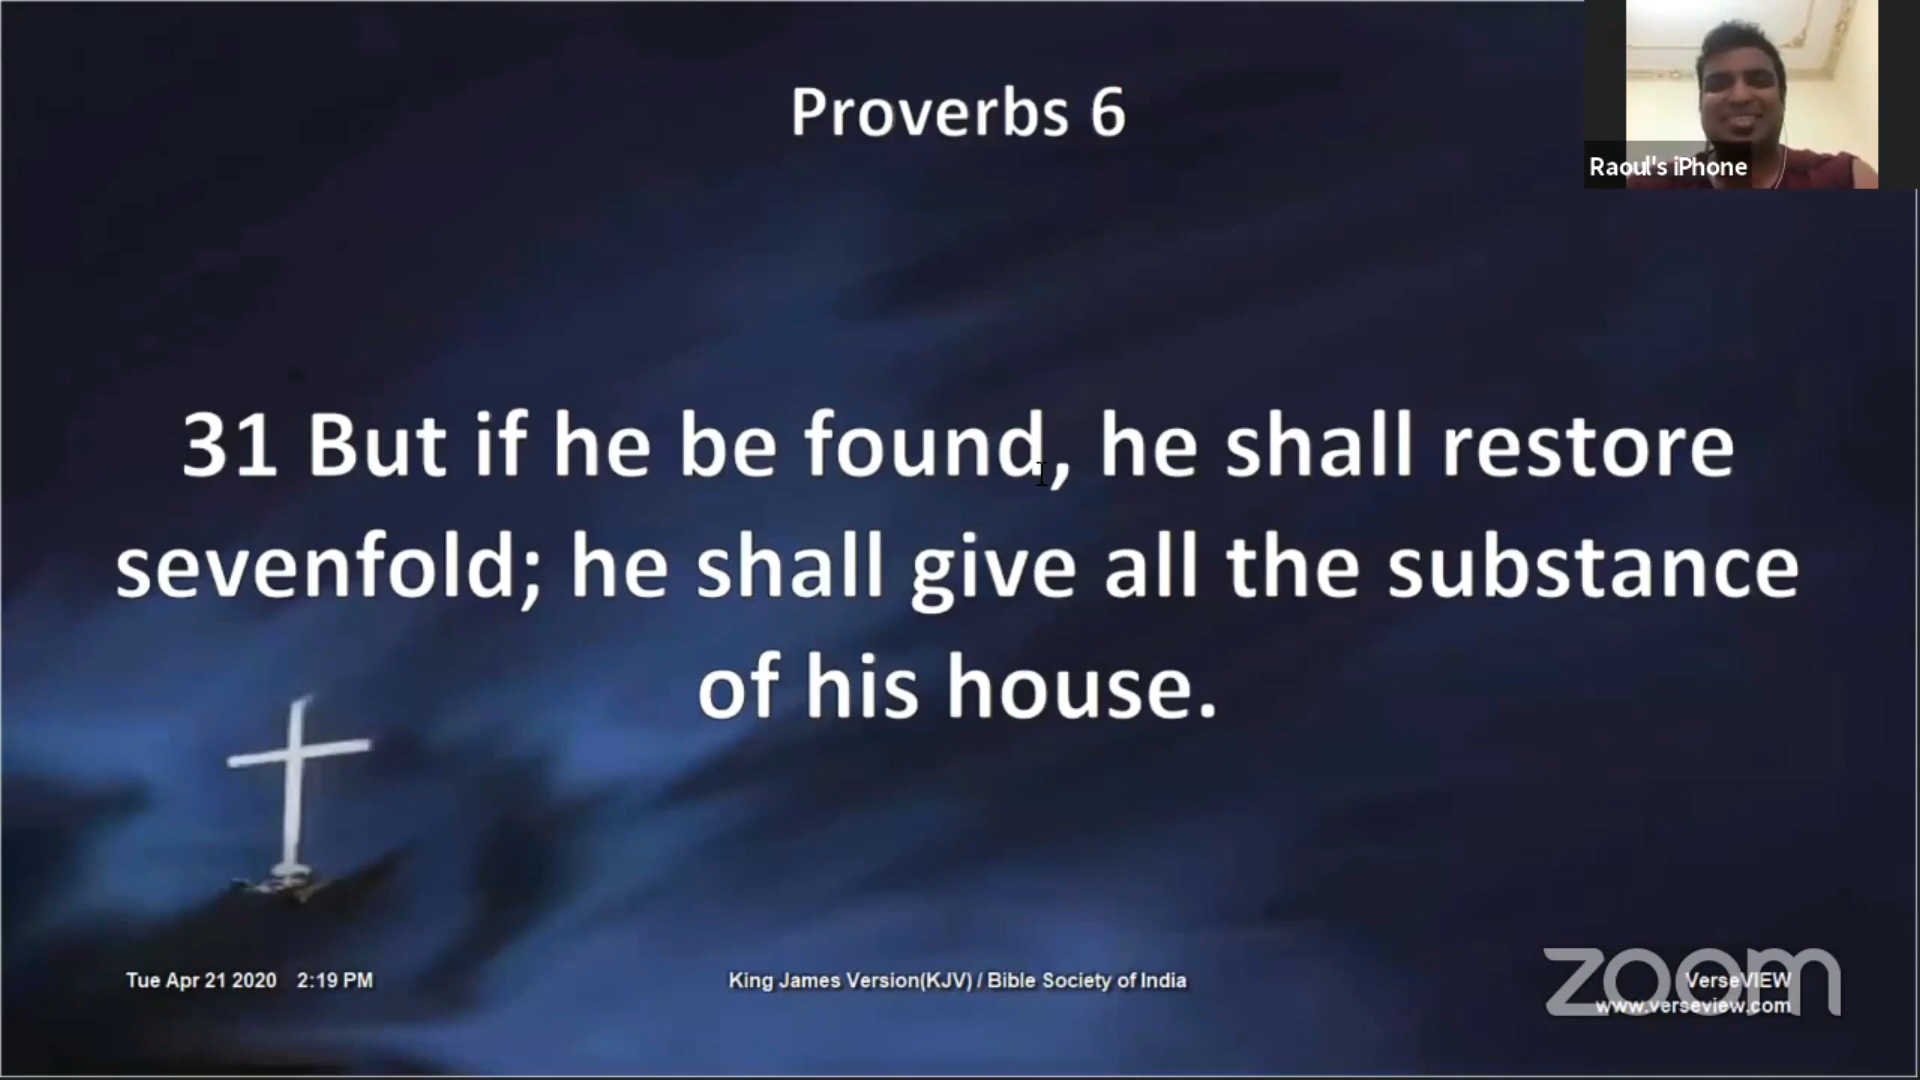 Proverbs 6
Raoul's iPhone
31 But if he be found, he shall restore
sevenfold; he shall give all the substance
of his house.
Tue Apr 21 2020 2:19 PM
King James Version(KJV) / Bible Society of India
zoom
VerseVIEW
www.verseview.com